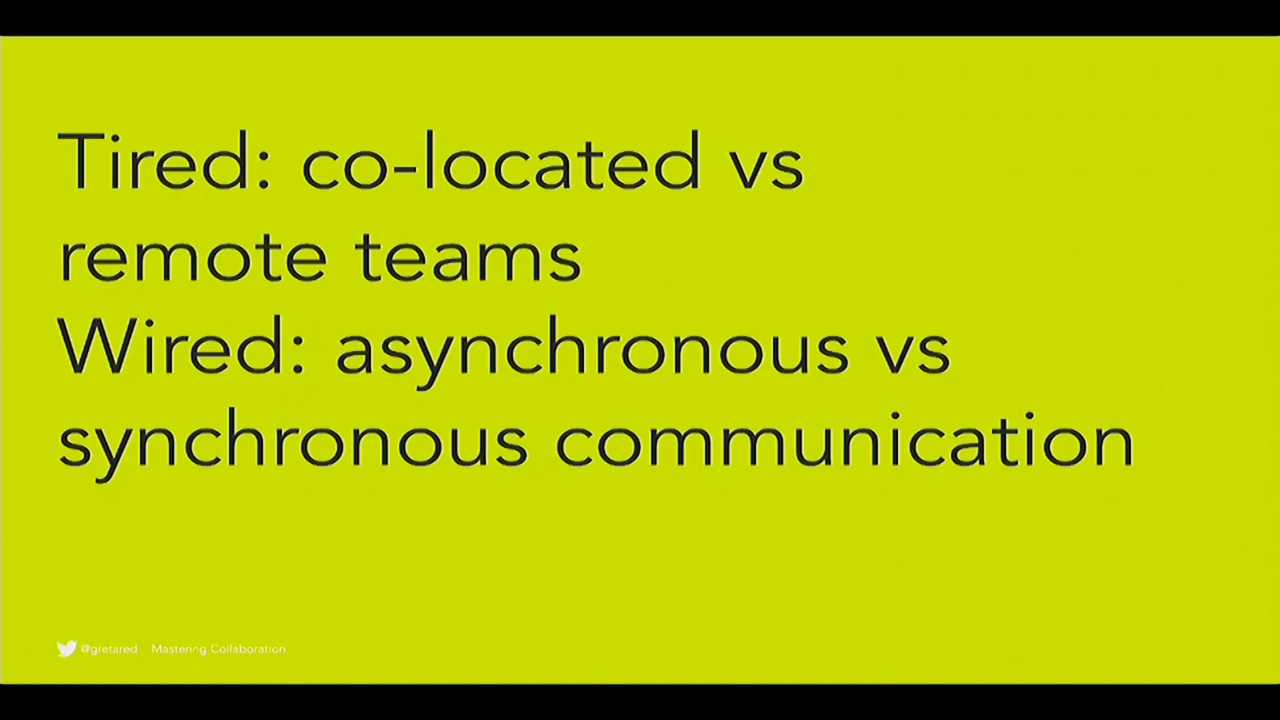 Tired: co-located vs
remote teams
Wired: asynchronous vs
synchronous communication
@gretared Mastering Collaboration